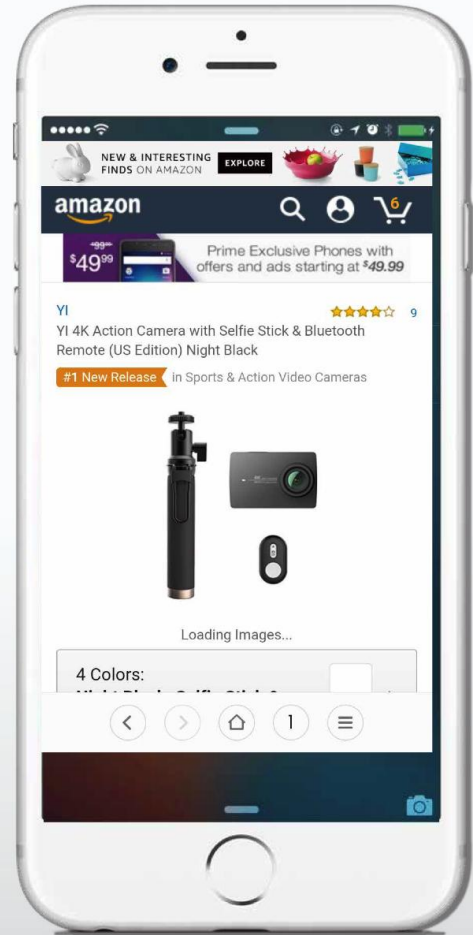 NEW & INTERESTING
FINDS ON AMAZON
EXPLORE
amazon
6
$99.99
$49.99
Prime Exclusive Phones with
offers and ads starting at $49.99
YI
9
YI 4K Action Camera with Selfie Stick & Bluetooth
Remote (US Edition) Night Black
#1 New Release in Sports & Action Video Cameras
Loading Images...
4 Colors:
1